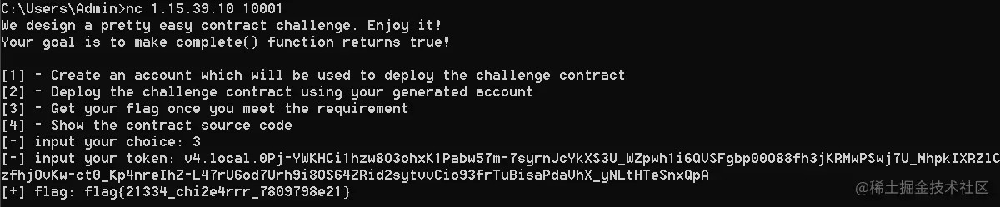 C:\Users\Admin>nc 1.15.39.10 10001
We design a pretty easy contract challenge. Enjoy it!
Your goal is to make complete() function returns true!
[1] - Create an account which will be used to deploy the challenge contract
[2] - Deploy the challenge contract using your generated account
[3] - Get your flag once you meet the requirement
[4] - Show the contract source code
[-] input your choice: 3
[-] input your token: v4.local.0Pj-YWKHCi1hzw8O3ohxK1Pabw57m-7syrnJcYkXS3U_WZpwh1i6QVSFgbp00O88fh3jKRMwPSwj7U_MhpkIXRZlC
zfhjOvKw-ct0_Kp4nreIhZ-L47rU6od7Urh9i8OS64ZRid2sytvvCio93frTuBisaPdaVhX_yNLtHTeSnxQpA
[+] flag: flag{21334_chi2e4rrr_7809798e21}
@稀土掘金技术社区